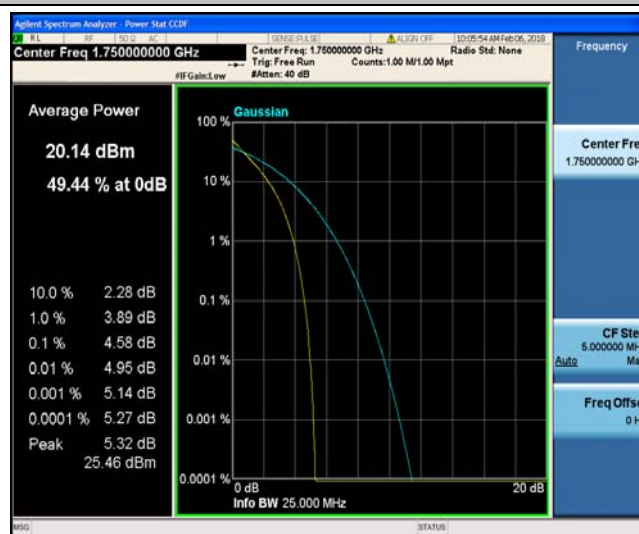 Agilent Spectrum Analyzer - Power Stat CCDF
RL RF 50 Ω AC SENSE:PULSE ALIGN OFF 10:05:54 AM Feb 06, 2018
Center Freq 1.750000000 GHz
Center Freq: 1.750000000 GHz Radio Std: None
Trig: Free Run Counts:1.00 M/1.00 Mpt
#IFGain:Low #Atten: 40 dB
Frequency
Average Power
20.14 dBm
49.44 % at 0dB
10.0 % 2.28 dB
1.0 % 3.89 dB
0.1 % 4.58 dB
0.01 % 4.95 dB
0.001 % 5.14 dB
0.0001 % 5.27 dB
Peak 5.32 dB
25.46 dBm
Gaussian
100 %
10 %
1 %
0.1 %
0.01 %
0.001 %
0.0001 %
0 dB 20 dB
Info BW 25.000 MHz
Center Fre
1.750000000 GH
CF Ste
5.000000 MH
Auto Ma
Freq Offs
0 H
MSG STATUS